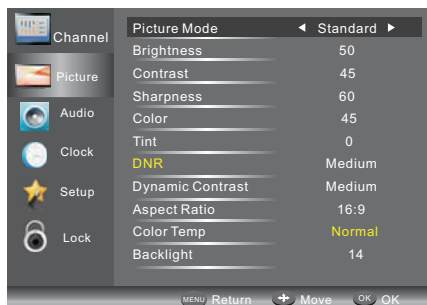 Channel
Picture
Audio
Clock
Setup
Lock
Picture Mode Standard
Brightness 50
Contrast 45
Sharpness 60
Color 45
Tint 0
DNR Medium
Dynamic Contrast Medium
Aspect Ratio 16:9
Color Temp Normal
Backlight 14
MENU Return Move OK OK